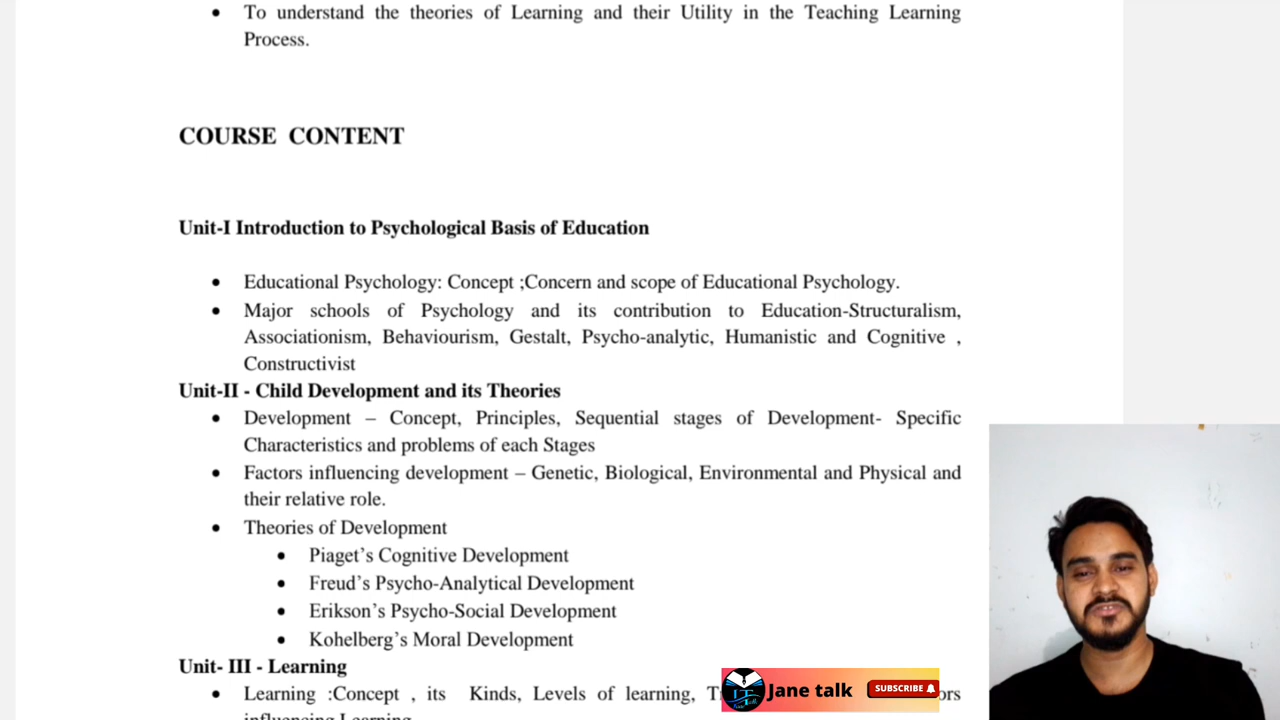 To understand the theories of Learning and their Utility in the Teaching Learning
Process.
COURSE CONTENT
Unit-I Introduction to Psychological Basis of Education
Educational Psychology: Concept ;Concern and scope of Educational Psychology.
Major schools of Psychology and its contribution to Education-Structuralism,
Associationism, Behaviourism, Gestalt, Psycho-analytic, Humanistic and Cognitive ,
Constructivist
Unit-II - Child Development and its Theories
Development – Concept, Principles, Sequential stages of Development- Specific
Characteristics and problems of each Stages
Factors influencing development – Genetic, Biological, Environmental and Physical and
their relative role.
Theories of Development
Piaget's Cognitive Development
Freud's Psycho-Analytical Development
Erikson's Psycho-Social Development
Kohelberg's Moral Development
Unit- III - Learning
Learning :Concept , its Kinds, Levels of learning,
influencing Learning
Jane talk
SUBSCRIBE